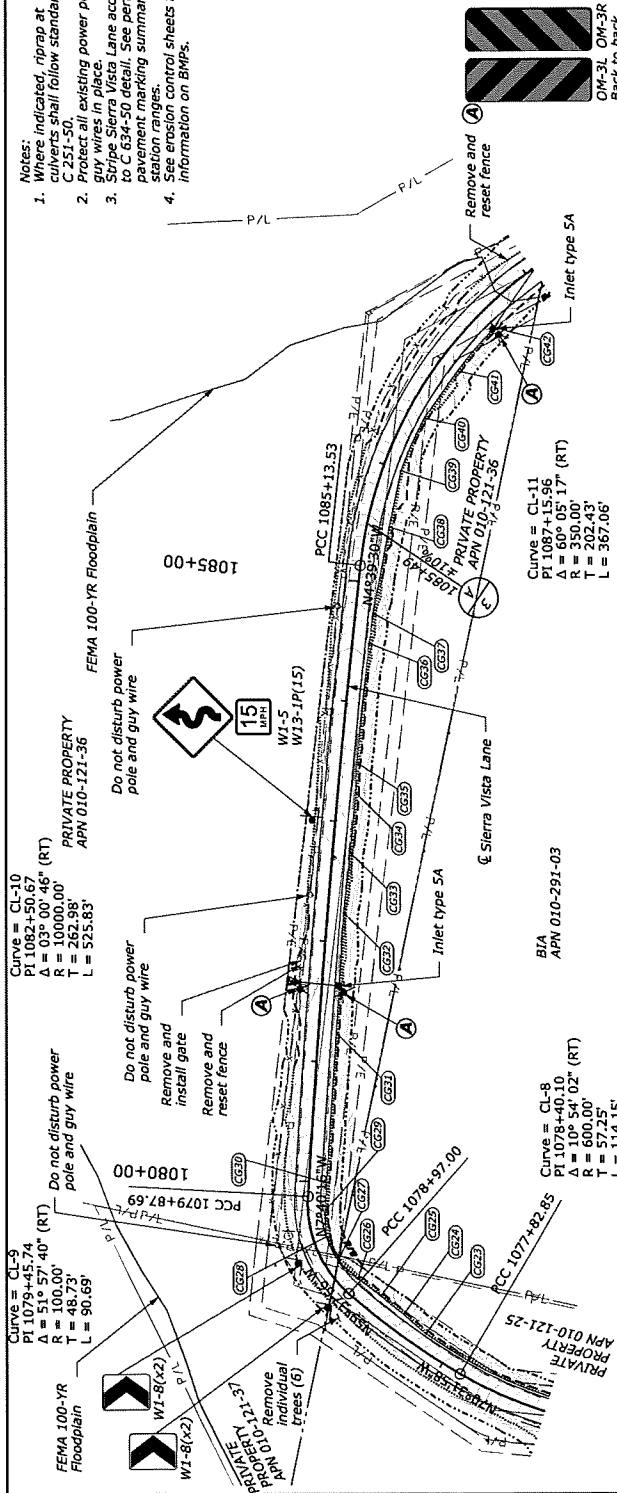 Notes:
1. Where indicated, riprap at
culverts shall follow standar
C 251-50.
2. Protect all existing power p
guy wires in place.
3. Stripe Sierra Vista Lane acc
to C 634-50 detail. See per
pavement marking summar
station ranges.
4. See erosion control sheets
information on BMPs.
OM-3L OM-3R
Back to back
A
Remove and
reset fence
Inlet type 5A
P/L
P/L
FEMA 100-YR Floodplain
1085+00
PCC 1085+13.53
N4°39'30"W
1085+49
±10%
3
A
PRIVATE PROPERTY
APN 010-121-36
CG42
CG41
CG40
CG39
CG38
CG37
CG36
CG35
CG34
CG33
CG32
CG31
CG29
CG30
CG28
CG27
CG26
CG25
CG24
CG23
A
Curve = CL-11
PI 1087+15.96
Δ = 60° 05' 17" (RT)
R = 350.00'
T = 202.43'
L = 367.06'
Curve = CL-10
PI 1082+50.67
Δ = 03° 00' 46" (RT)
R = 10000.00'
T = 262.98'
L = 525.83'
PRIVATE PROPERTY
APN 010-121-36
Do not disturb power
pole and guy wire
15
MPH
W1-5
W13-1P(15)
℄ Sierra Vista Lane
Do not disturb power
pole and guy wire
Remove and
install gate
Remove and
reset fence
A
A
Inlet type 5A
BIA
APN 010-291-03
Curve = CL-9
PI 1079+45.74
Δ = 51° 57' 40" (RT)
R = 100.00'
T = 48.73'
L = 90.69'
Do not disturb power
pole and guy wire
1080+00
PCC 1079+87.69
PCC 1078+97.00
PCC 1077+82.85
Curve = CL-8
PI 1078+40.10
Δ = 10° 54' 02" (RT)
R = 600.00'
T = 57.25'
L = 114.15'
FEMA 100-YR
Floodplain
W1-8(x2)
W1-8(x2)
Remove
individual
trees (6)
PRIVATE
PROPERTY
APN 010-121-37
PRIVATE
PROPERTY
APN 010-121-25
P/L
P/L
P/L
P/E
P/E